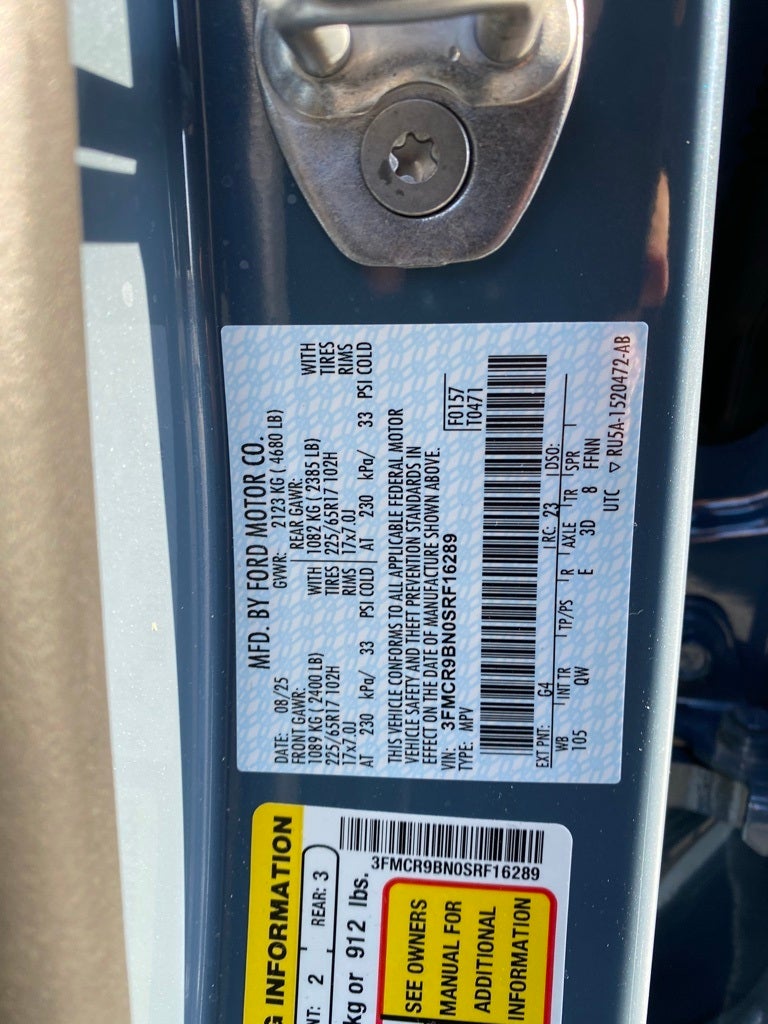 MFD. BY FORD MOTOR CO.
DATE: 08/25 GVWR: 2123 KG ( 4680 LB)
FRONT GAWR: REAR GAWR:
1089 KG ( 2400 LB) WITH 1082 KG ( 2385 LB) WITH
225/65R17 102H TIRES 225/65R17 102H TIRES
17x7.0J RIMS 17x7.0J RIMS
AT 230 kPa/ 33 PSI COLD AT 230 kPa/ 33 PSI COLD
THIS VEHICLE CONFORMS TO ALL APPLICABLE FEDERAL MOTOR
VEHICLE SAFETY AND THEFT PREVENTION STANDARDS IN
EFFECT ON THE DATE OF MANUFACTURE SHOWN ABOVE.
VIN: 3FMCR9BN0SRF16289 F0157
TYPE: MPV T0471
EXT PNT: G4 RC: 23 DSO:
WB INT TR TP/PS R AXLE TR SPR
105 QW E 3D 8 FFNN
UTC ▽ RU5A-1520472-AB
G INFORMATION
NT: 2 REAR: 3
kg or 912 lbs.
3FMCR9BN0SRF16289
SEE OWNERS
MANUAL FOR
ADDITIONAL
INFORMATION